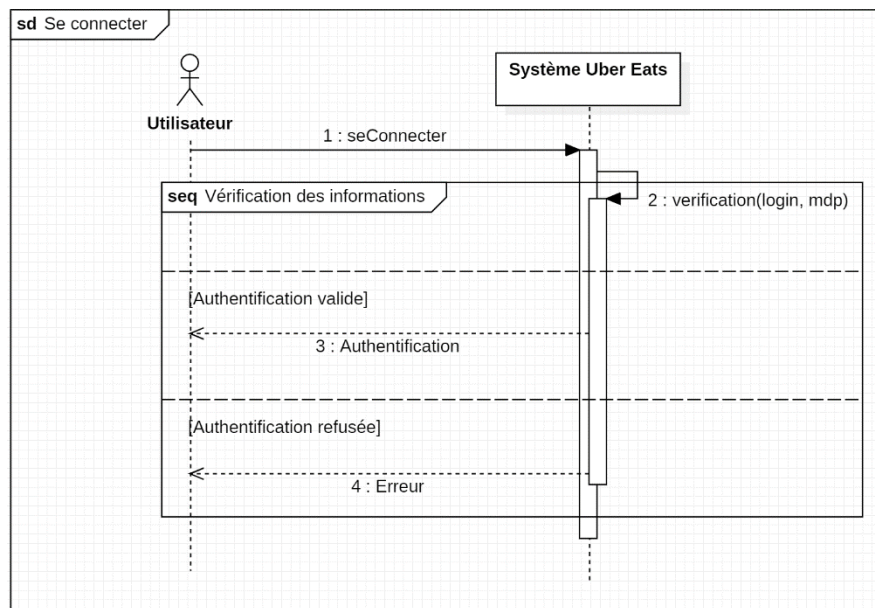 sd Se connecter
Système Uber Eats
Utilisateur
1 : seConnecter
seq Vérification des informations
2 : verification(login, mdp)
[Authentification valide]
3 : Authentification
[Authentification refusée]
4 : Erreur